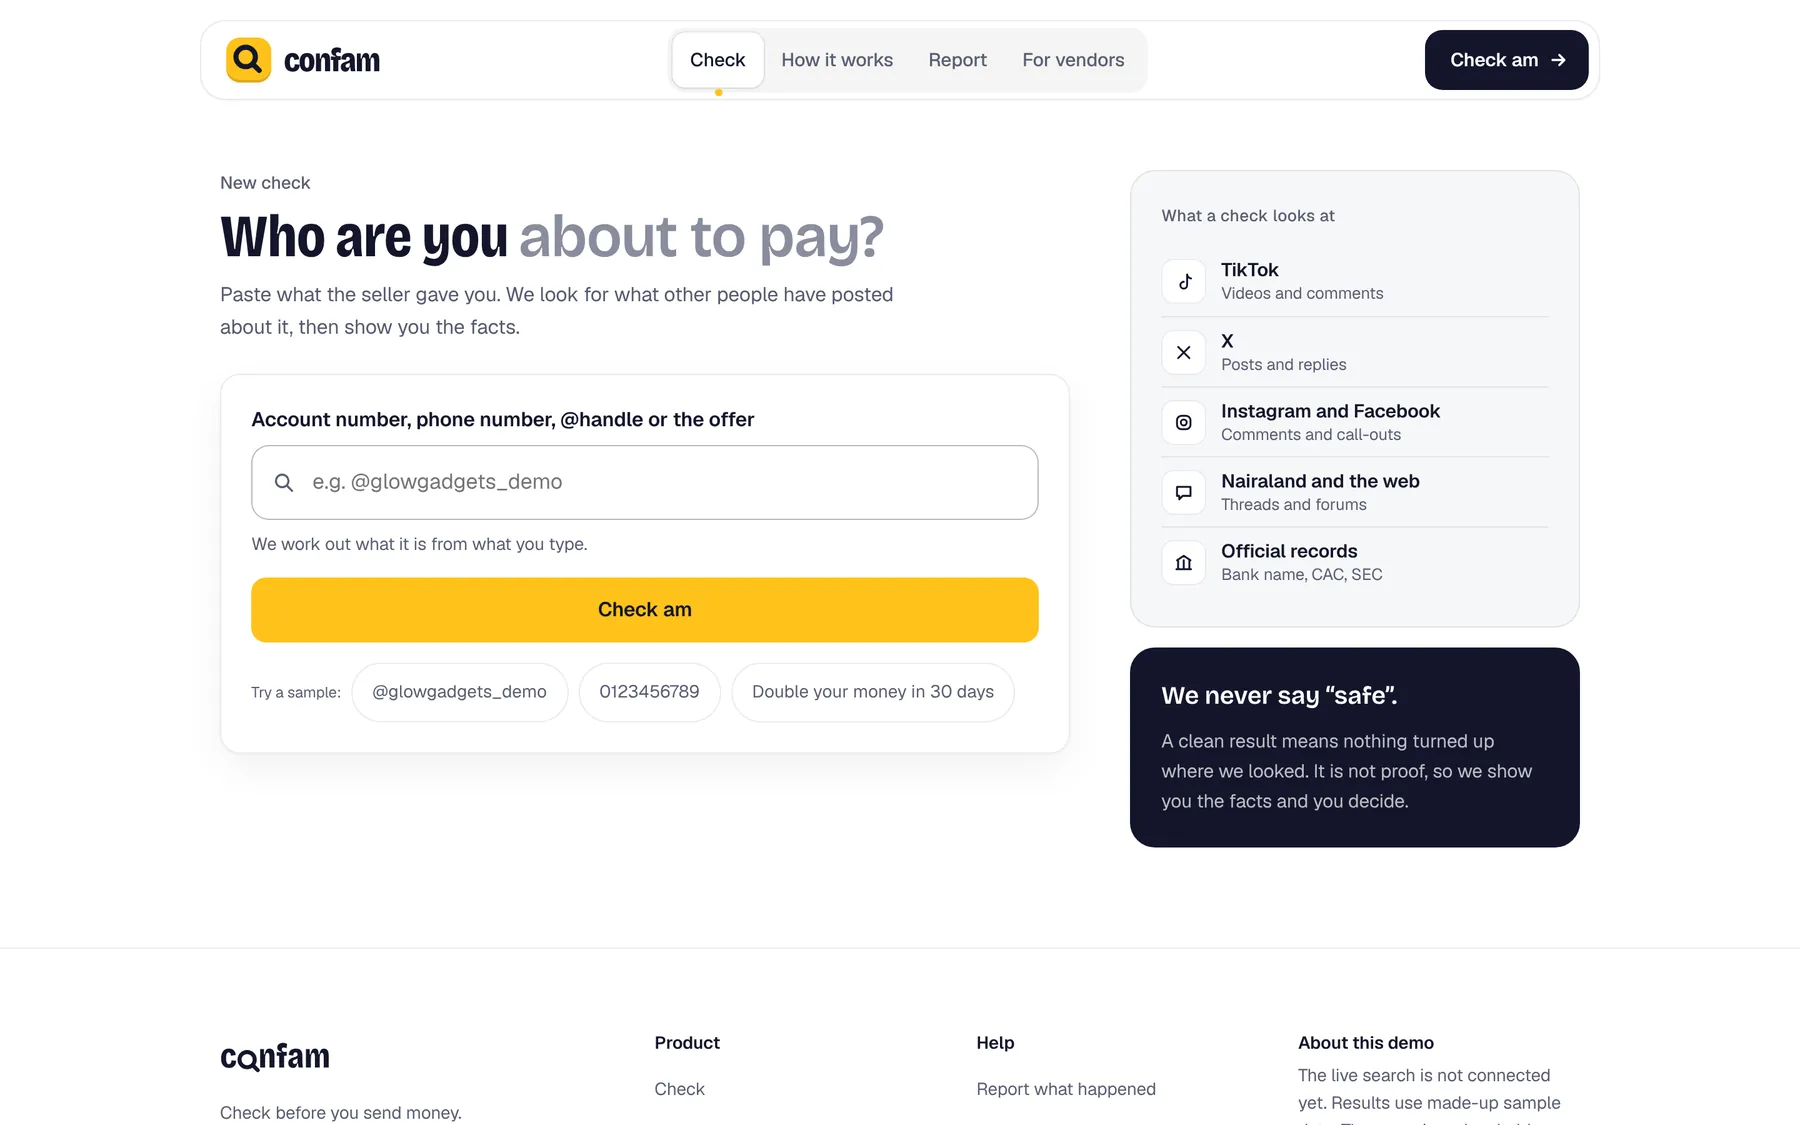 confam
Check
How it works
Report
For vendors
Check am →
New check
Who are you about to pay?
Paste what the seller gave you. We look for what other people have posted
about it, then show you the facts.
Account number, phone number, @handle or the offer
e.g. @glowgadgets_demo
We work out what it is from what you type.
Check am
Try a sample:
@glowgadgets_demo
0123456789
Double your money in 30 days
What a check looks at
TikTok
Videos and comments
X
Posts and replies
Instagram and Facebook
Comments and call-outs
Nairaland and the web
Threads and forums
Official records
Bank name, CAC, SEC
We never say “safe”.
A clean result means nothing turned up
where we looked. It is not proof, so we show
you the facts and you decide.
confam
Check before you send money.
Product
Check
Help
Report what happened
About this demo
The live search is not connected
yet. Results use made-up sample